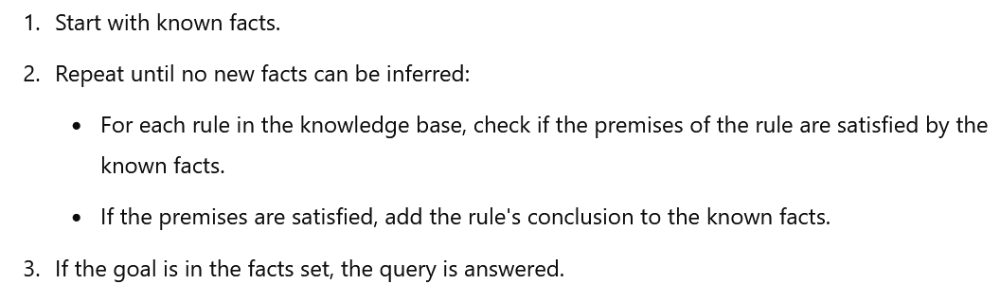 1. Start with known facts.
2. Repeat until no new facts can be inferred:
• For each rule in the knowledge base, check if the premises of the rule are satisfied by the
known facts.
• If the premises are satisfied, add the rule's conclusion to the known facts.
3. If the goal is in the facts set, the query is answered.